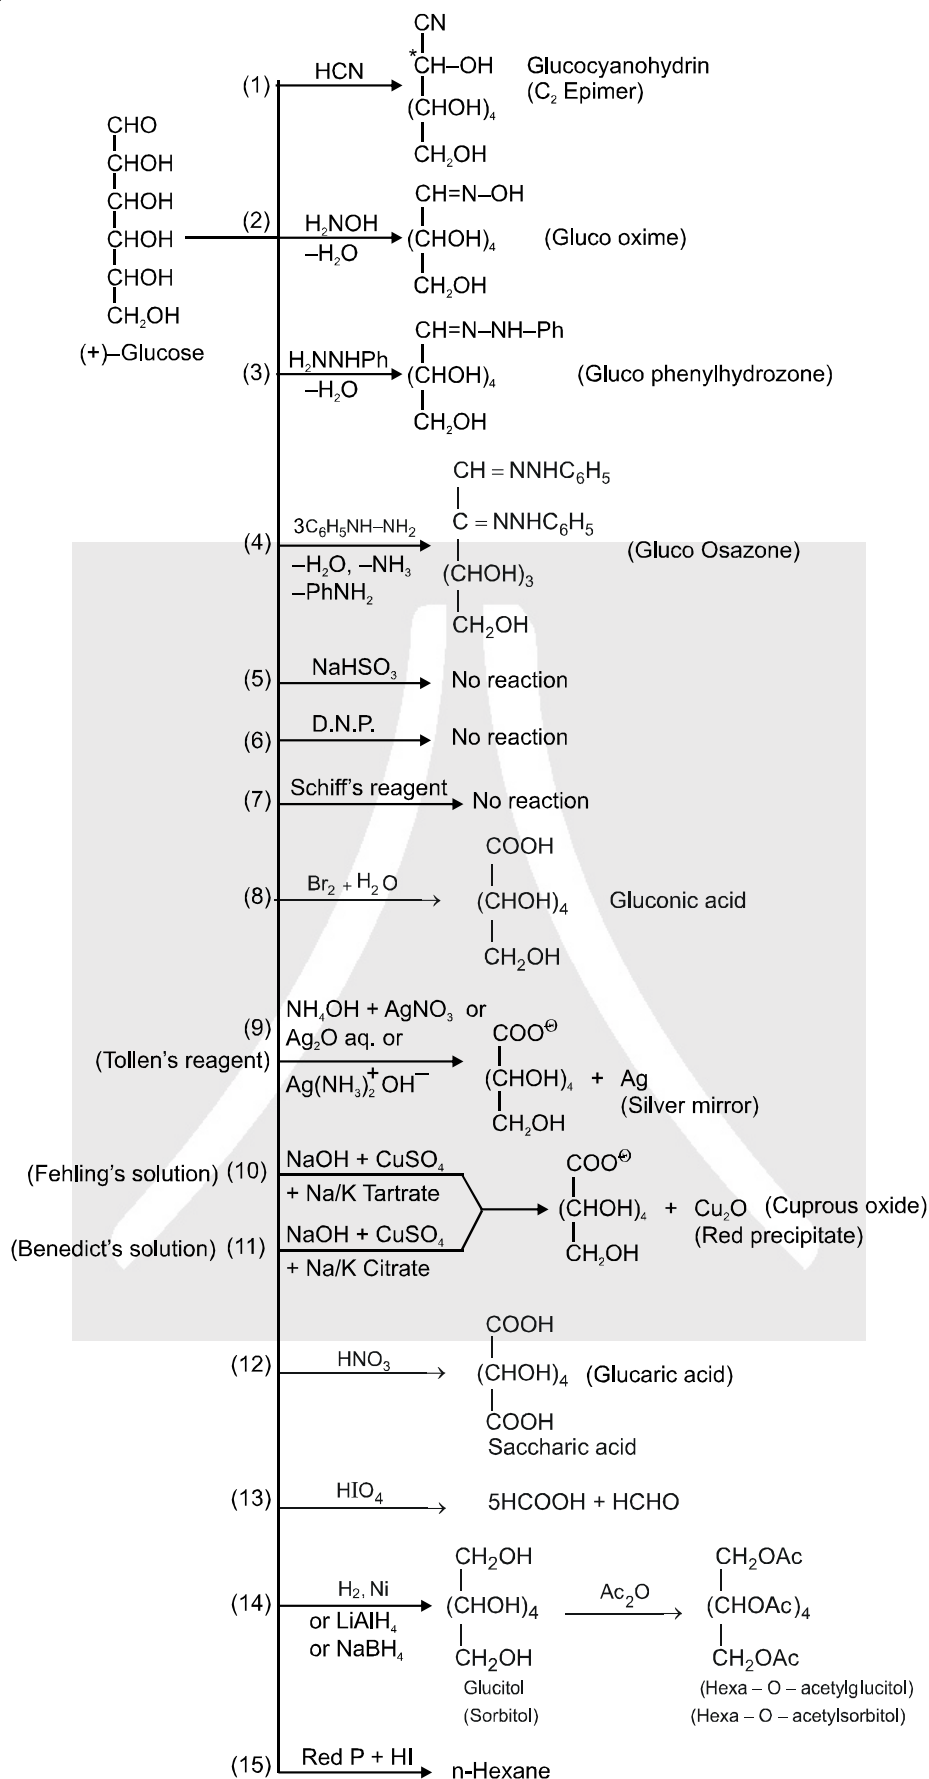 CN
*CH–OH
(CHOH)4
CH2OH
(1) HCN
Glucocyanohydrin
(C2 Epimer)
CHO
CHOH
CHOH
CHOH
CHOH
CH2OH
(+)–Glucose
(2) H2NOH
–H2O
CH=N–OH
(CHOH)4
CH2OH
(Gluco oxime)
(3) H2NNHPh
–H2O
CH=N–NH–Ph
(CHOH)4
CH2OH
(Gluco phenylhydrozone)
(4) 3C6H5NH–NH2
–H2O, –NH3
–PhNH2
CH = NNHC6H5
C = NNHC6H5
(CHOH)3
CH2OH
(Gluco Osazone)
(5) NaHSO3 No reaction
(6) D.N.P. No reaction
(7) Schiff's reagent No reaction
(8) Br2 + H2O
COOH
(CHOH)4
CH2OH
Gluconic acid
(9)
(Tollen's reagent)
NH4OH + AgNO3 or
Ag2O aq. or
Ag(NH3)2+ OH–
COO⊖
(CHOH)4 + Ag
(Silver mirror)
CH2OH
(Fehling's solution) (10) NaOH + CuSO4
+ Na/K Tartrate
(Benedict's solution) (11) NaOH + CuSO4
+ Na/K Citrate
COO⊖
(CHOH)4 + Cu2O (Cuprous oxide)
(Red precipitate)
CH2OH
(12) HNO3
COOH
(CHOH)4 (Glucaric acid)
COOH
Saccharic acid
(13) HIO4 5HCOOH + HCHO
(14) H2, Ni
or LiAlH4
or NaBH4
CH2OH
(CHOH)4
CH2OH
Glucitol
(Sorbitol)
Ac2O
CH2OAc
(CHOAc)4
CH2OAc
(Hexa – O – acetylglucitol)
(Hexa – O – acetylsorbitol)
(15) Red P + HI n-Hexane